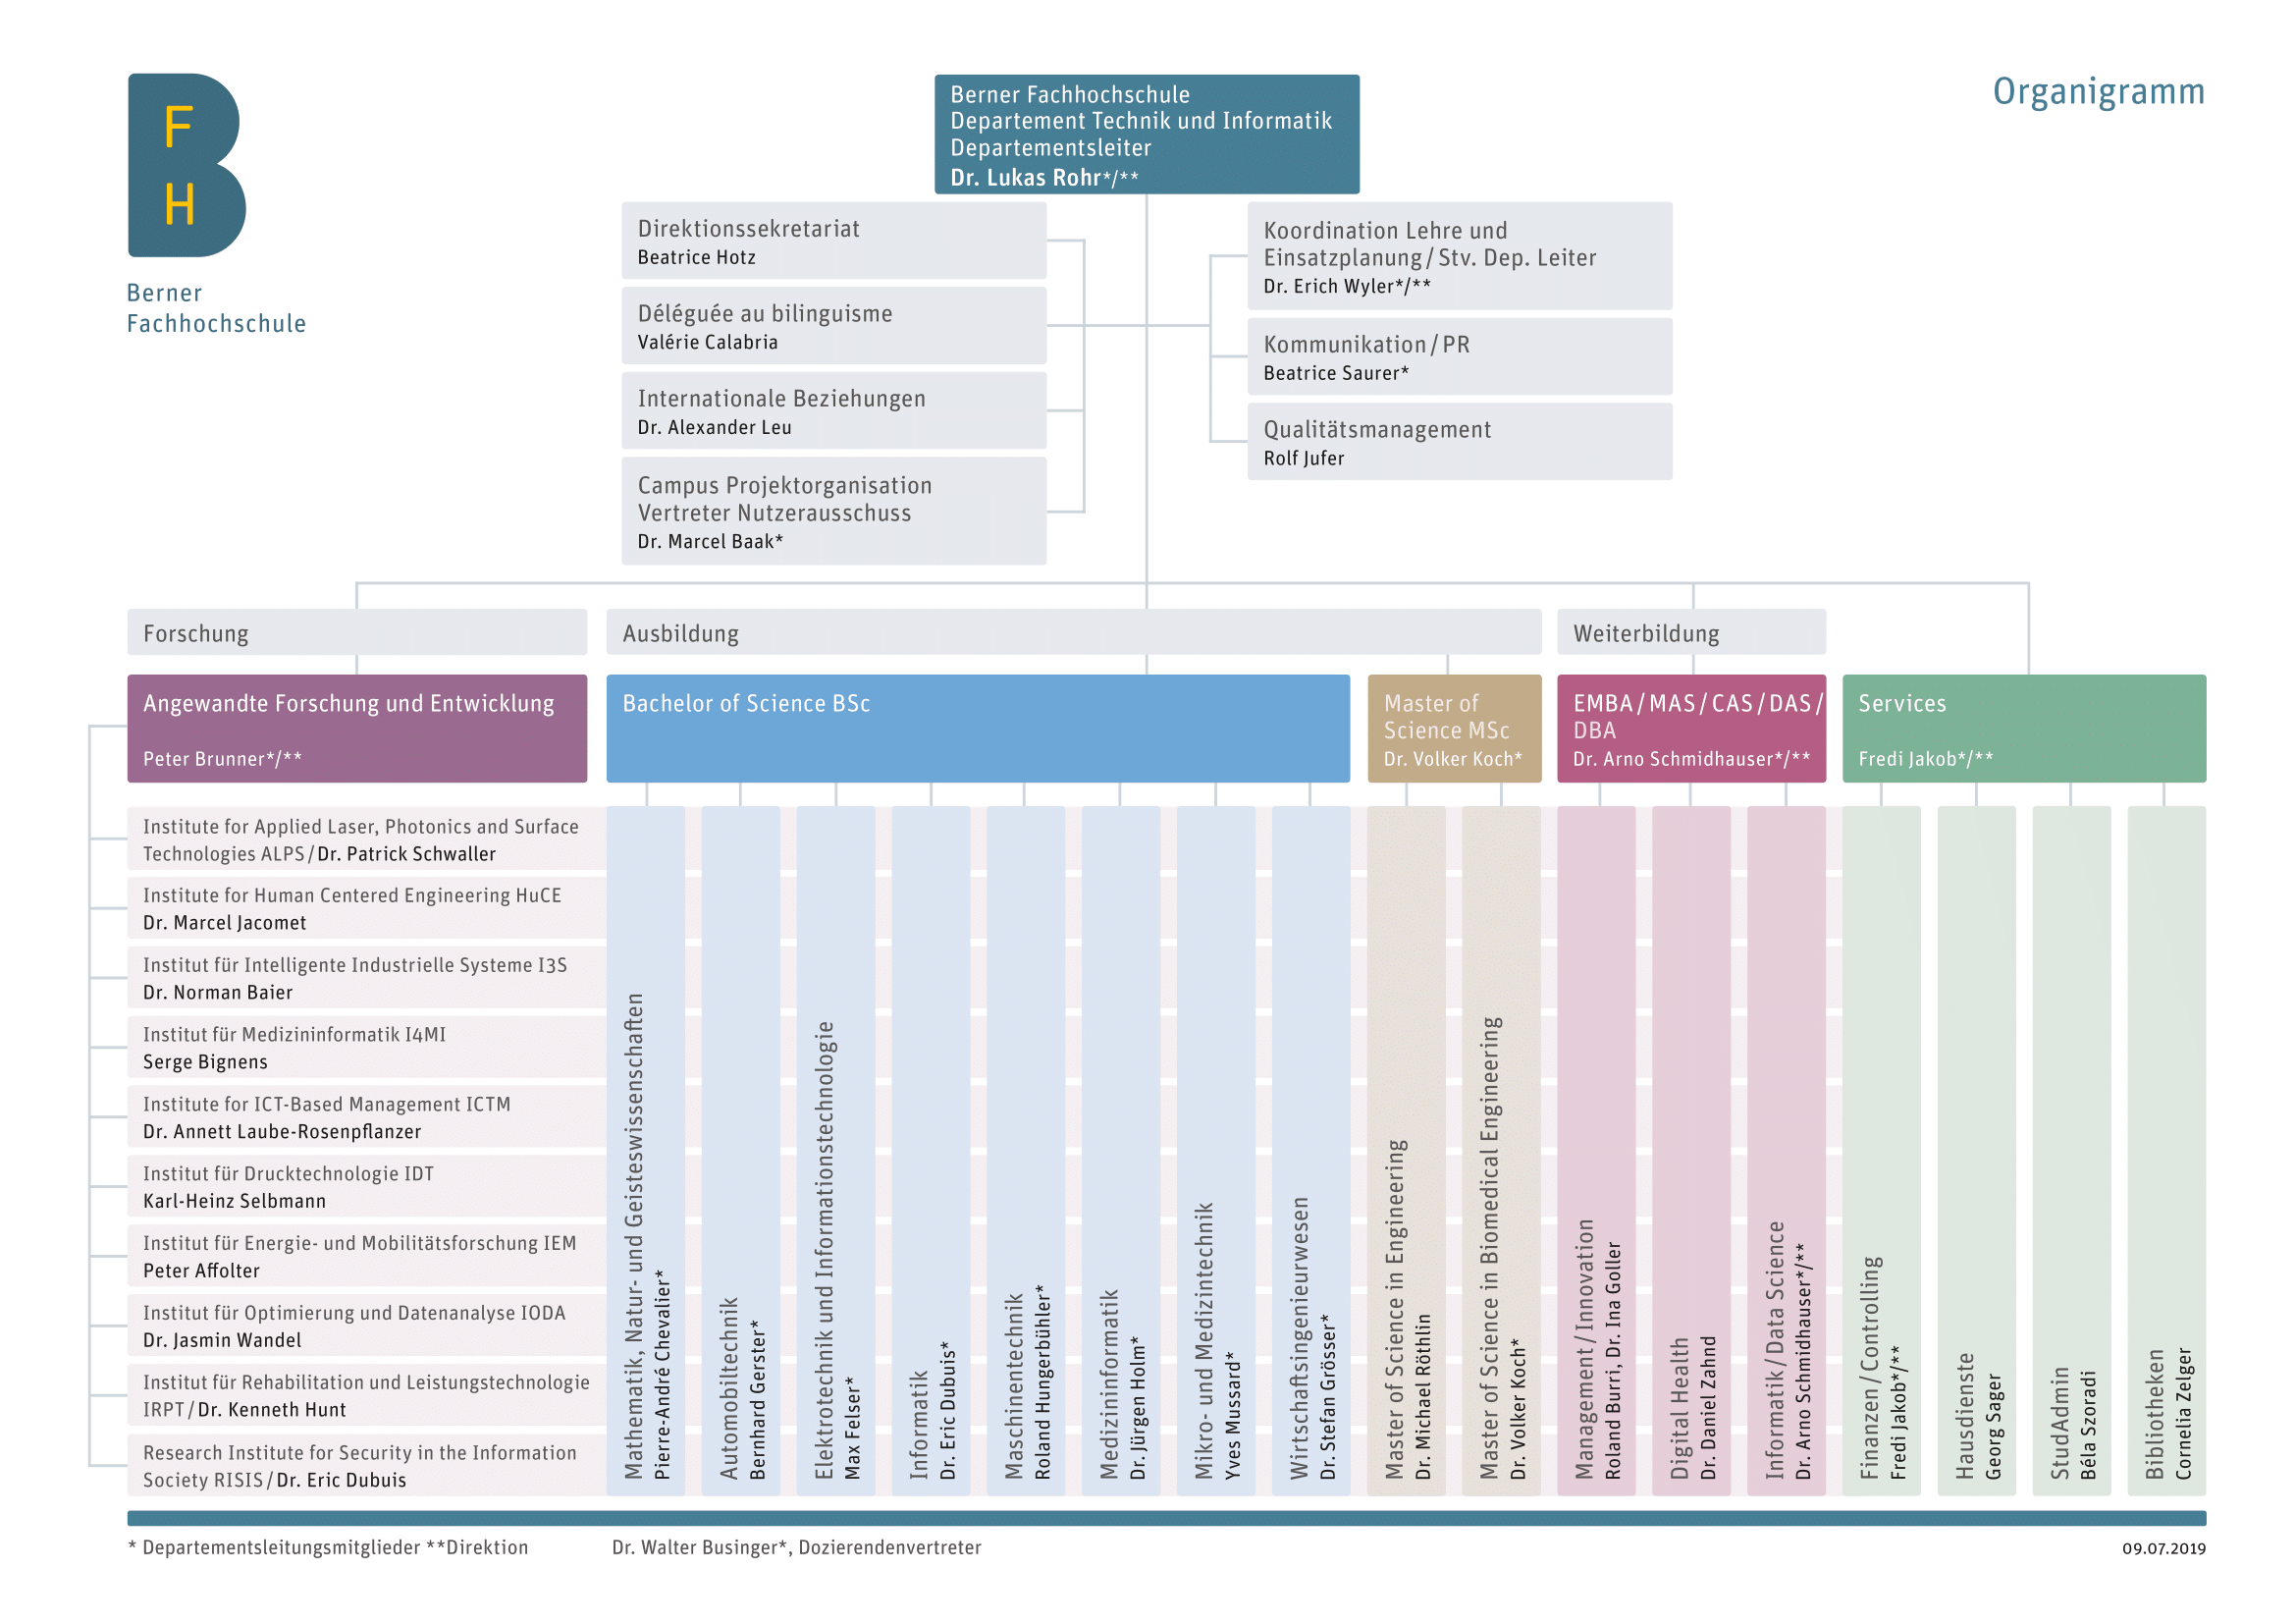 F
H
Berner
Fachhochschule
Organigramm
Berner Fachhochschule
Departement Technik und Informatik
Departementsleiter
Dr. Lukas Rohr*/**
Direktionssekretariat
Beatrice Hotz
Déléguée au bilinguisme
Valérie Calabria
Internationale Beziehungen
Dr. Alexander Leu
Campus Projektorganisation
Vertreter Nutzerausschuss
Dr. Marcel Baak*
Koordination Lehre und
Einsatzplanung / Stv. Dep. Leiter
Dr. Erich Wyler*/**
Kommunikation / PR
Beatrice Saurer*
Qualitätsmanagement
Rolf Jufer
Forschung
Ausbildung
Weiterbildung
Angewandte Forschung und Entwicklung
Peter Brunner*/**
Bachelor of Science BSc
Master of
Science MSc
Dr. Volker Koch*
EMBA / MAS / CAS / DAS /
DBA
Dr. Arno Schmidhauser*/**
Services
Fredi Jakob*/**
Institute for Applied Laser, Photonics and Surface
Technologies ALPS / Dr. Patrick Schwaller
Institute for Human Centered Engineering HuCE
Dr. Marcel Jacomet
Institut für Intelligente Industrielle Systeme I3S
Dr. Norman Baier
Institut für Medizininformatik I4MI
Serge Bignens
Institute for ICT-Based Management ICTM
Dr. Annett Laube-Rosenpflanzer
Institut für Drucktechnologie IDT
Karl-Heinz Selbmann
Institut für Energie- und Mobilitätsforschung IEM
Peter Affolter
Institut für Optimierung und Datenanalyse IODA
Dr. Jasmin Wandel
Institut für Rehabilitation und Leistungstechnologie
IRPT / Dr. Kenneth Hunt
Research Institute for Security in the Information
Society RISIS / Dr. Eric Dubuis
Mathematik, Natur- und Geisteswissenschaften
Pierre-André Chevalier*
Automobiltechnik
Bernhard Gerster*
Elektrotechnik und Informationstechnologie
Max Felser*
Informatik
Dr. Eric Dubuis*
Maschinentechnik
Roland Hungerbühler*
Medizininformatik
Dr. Jürgen Holm*
Mikro- und Medizintechnik
Yves Mussard*
Wirtschaftsingenieurwesen
Dr. Stefan Grösser*
Master of Science in Engineering
Dr. Michael Röthlin
Master of Science in Biomedical Engineering
Dr. Volker Koch*
Management / Innovation
Roland Burri, Dr. Ina Goller
Digital Health
Dr. Daniel Zahnd
Informatik / Data Science
Dr. Arno Schmidhauser*/**
Finanzen / Controlling
Fredi Jakob*/**
Hausdienste
Georg Sager
StudAdmin
Béla Szoradi
Bibliotheken
Cornelia Zelger
* Departementsleitungsmitglieder **Direktion
Dr. Walter Businger*, Dozierendenvertreter
09.07.2019